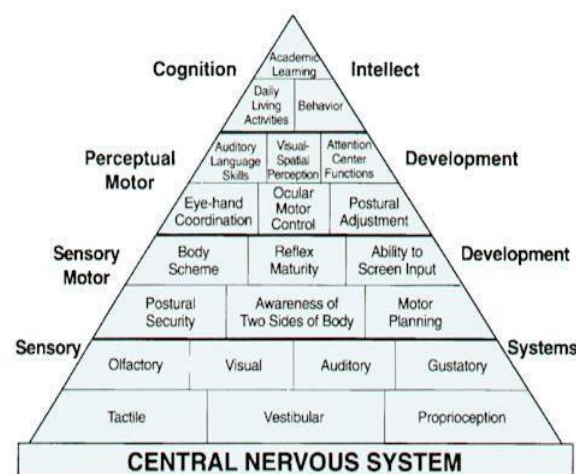 Academic
Learning
Cognition
Intellect
Daily
Living
Activities
Behavior
Auditory
Language
Skills
Visual-
Spatial
Perception
Attention
Center
Functions
Perceptual
Motor
Development
Eye-hand
Coordination
Ocular
Motor
Control
Postural
Adjustment
Sensory
Motor
Development
Body
Scheme
Reflex
Maturity
Ability to
Screen Input
Postural
Security
Awareness of
Two Sides of Body
Motor
Planning
Sensory
Systems
Olfactory
Visual
Auditory
Gustatory
Tactile
Vestibular
Proprioception
CENTRAL NERVOUS SYSTEM